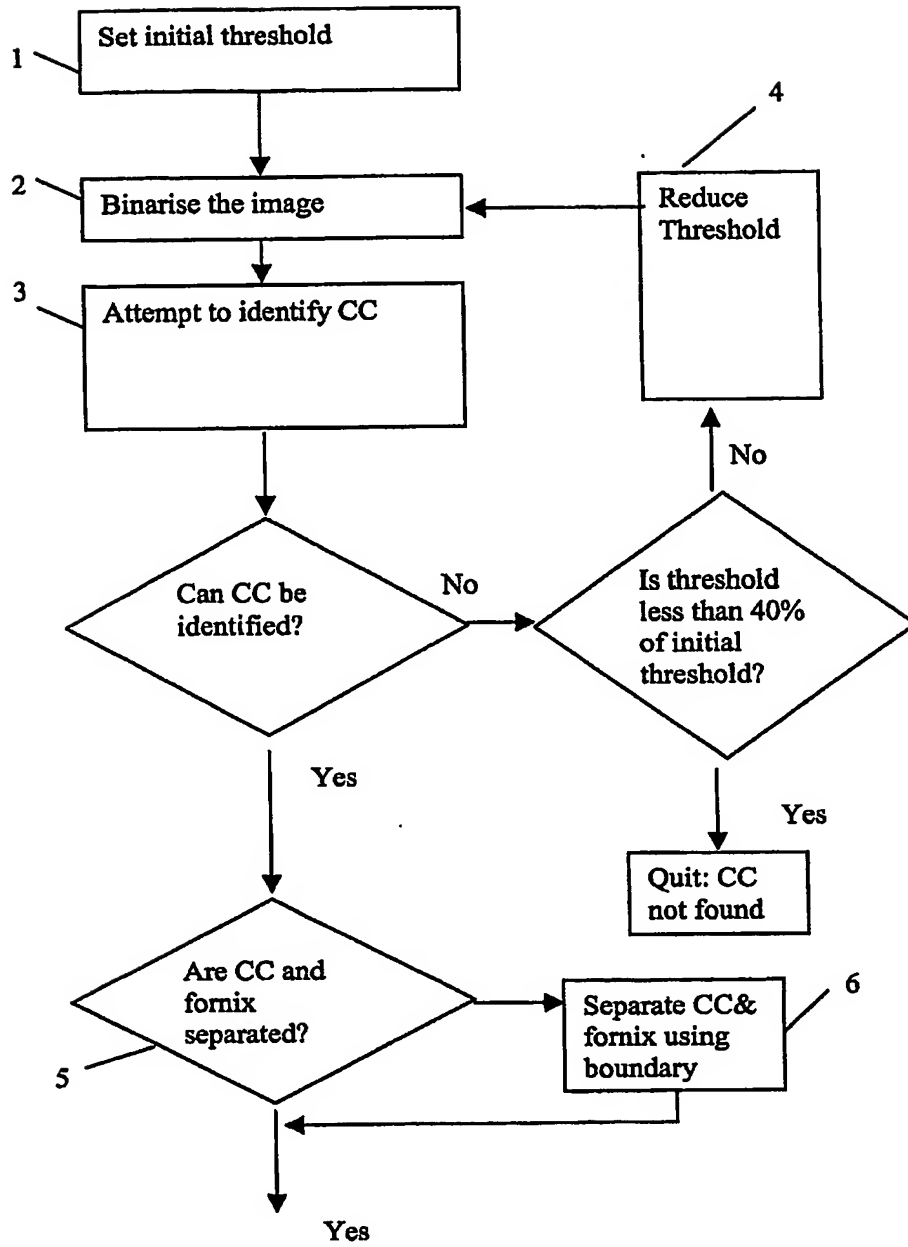 Set initial threshold
1
4
2
Binarise the image
Reduce
Threshold
3
Attempt to identify CC
No
Can CC be
identified?
No
Is threshold
less than 40%
of initial
threshold?
Yes
Yes
Quit: CC
not found
Are CC and
fornix
separated?
5
Separate CC&
fornix using
boundary
6
Yes